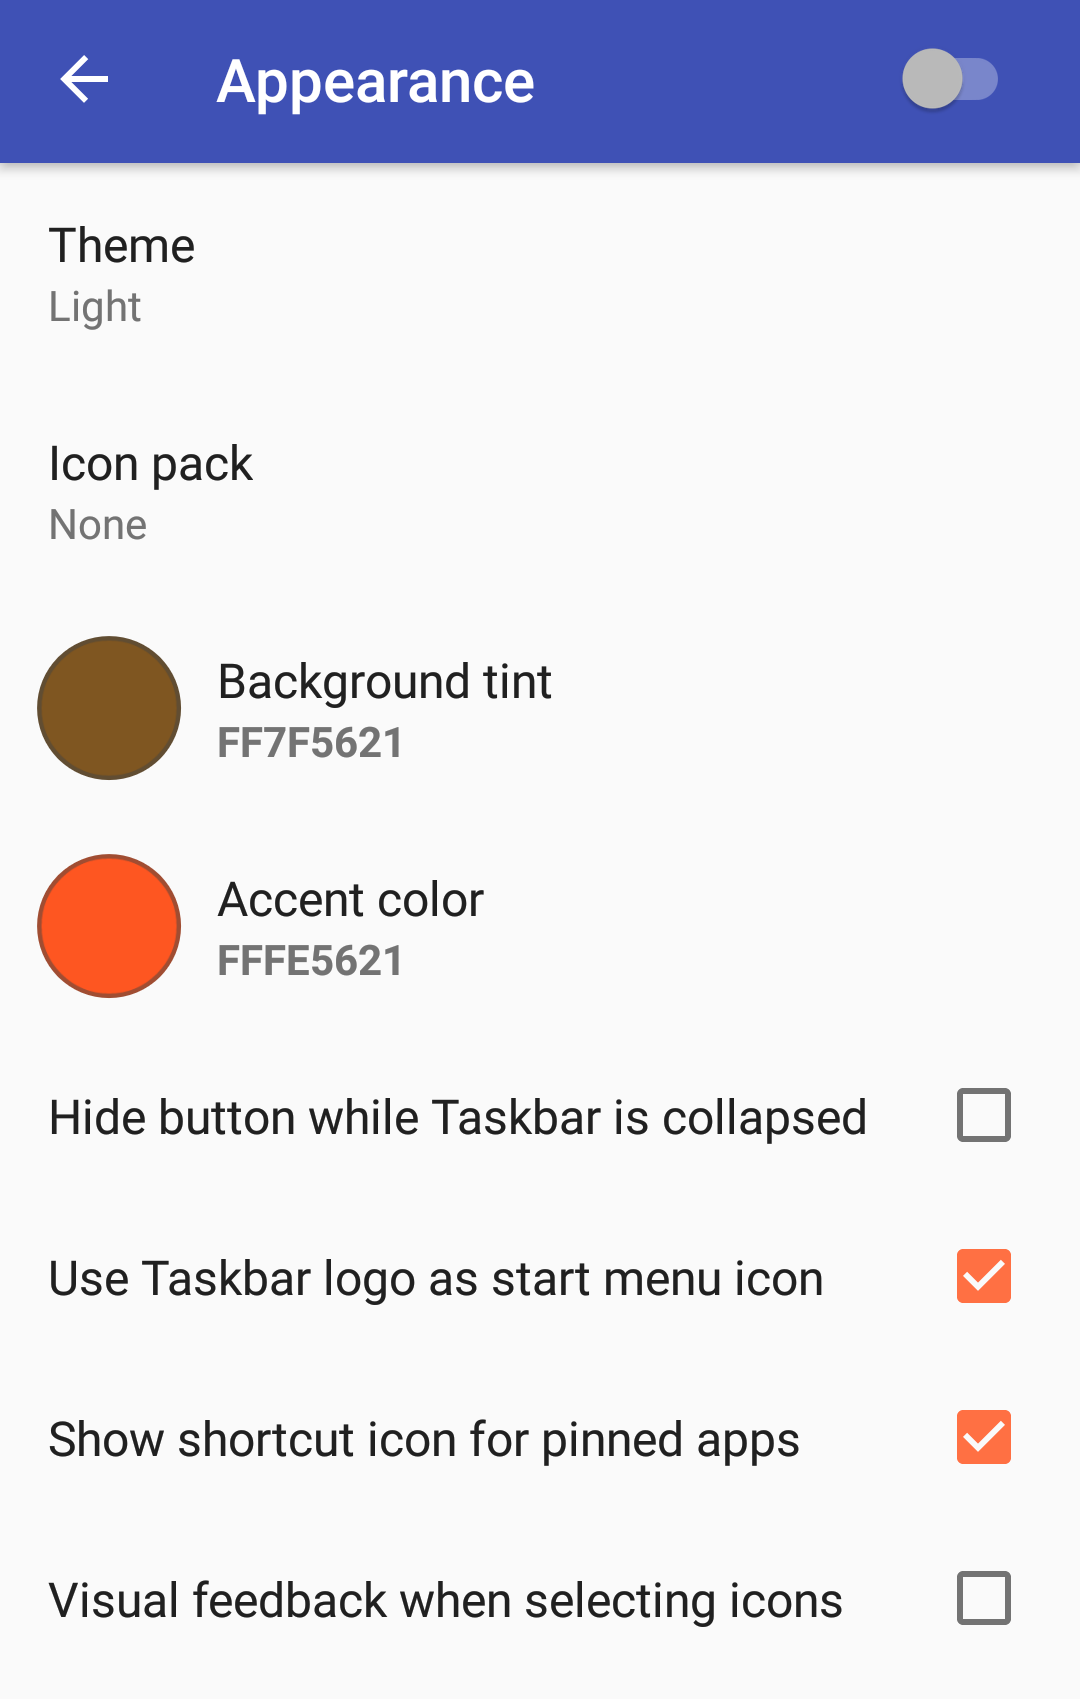 Appearance
Theme
Light
Icon pack
None
Background tint
FF7F5621
Accent color
FFFE5621
Hide button while Taskbar is collapsed
Use Taskbar logo as start menu icon
Show shortcut icon for pinned apps
Visual feedback when selecting icons